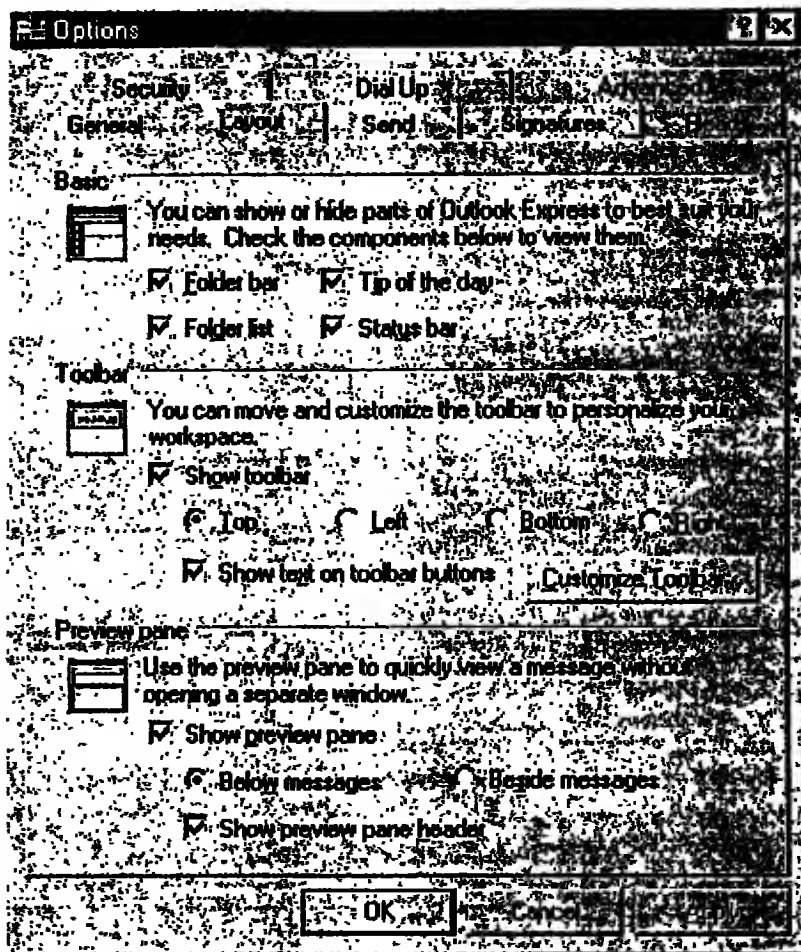 Options
Security Dial Up Advanced
General Layout Send Signatures
Basic
You can show or hide parts of Outlook Express to best suit your
needs. Check the components below to view them.
Folder bar Tip of the day
Folder list Status bar
Toolbar
You can move and customize the toolbar to personalize your
workspace.
Show toolbar
Top Left Bottom Right
Show text on toolbar buttons Customize Toolbar...
Preview pane
Use the preview pane to quickly view a message without
opening a separate window.
Show preview pane
Below messages Beside messages
Show preview pane header
OK Cancel Apply